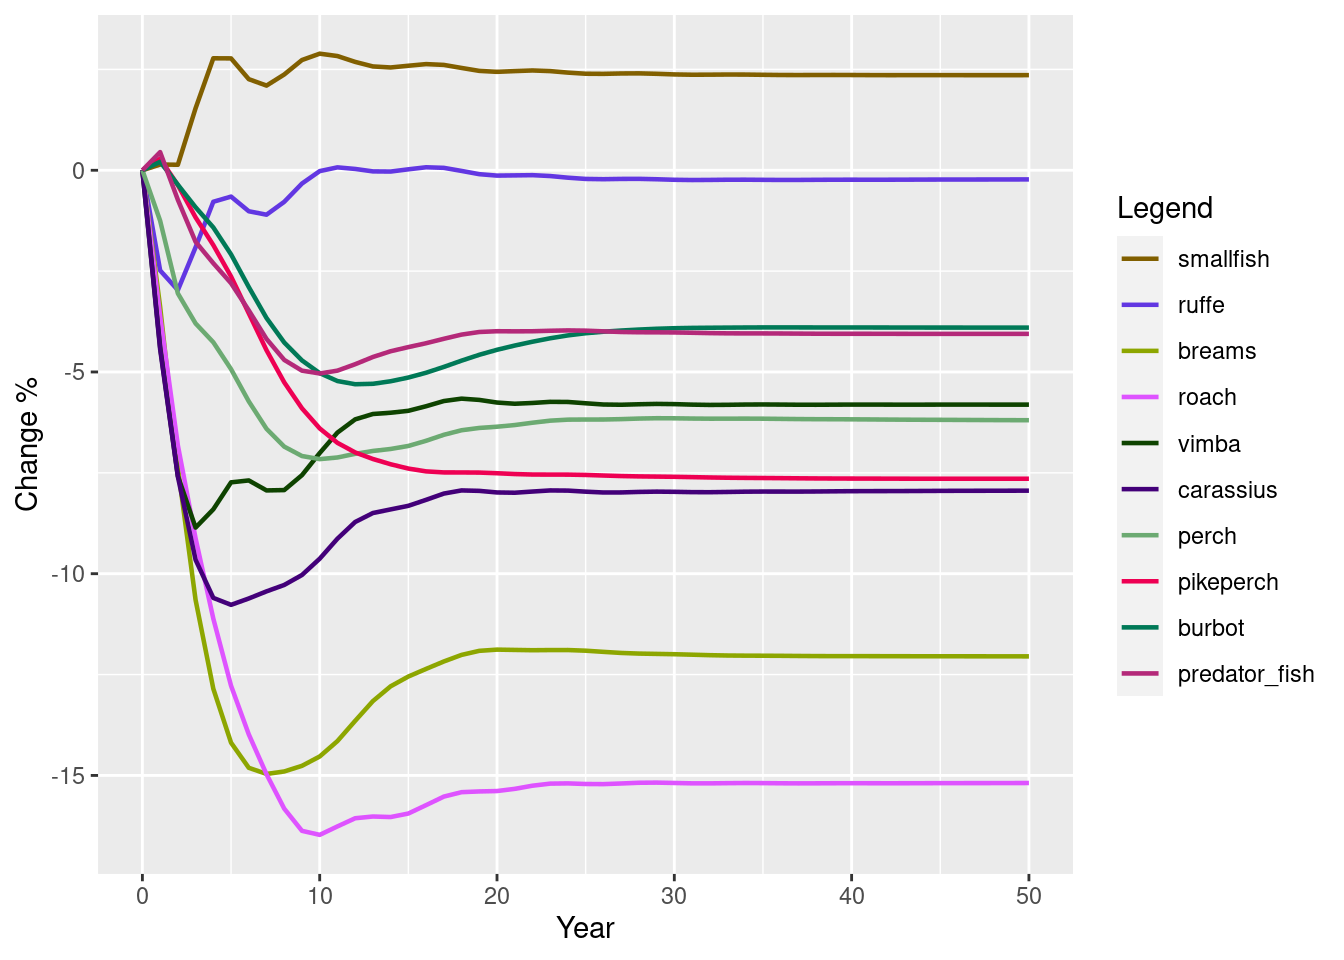 Change %
0
-5
-10
-15
0 10 20 30 40 50
Year
Legend
smallfish
ruffe
breams
roach
vimba
carassius
perch
pikeperch
burbot
predator_fish